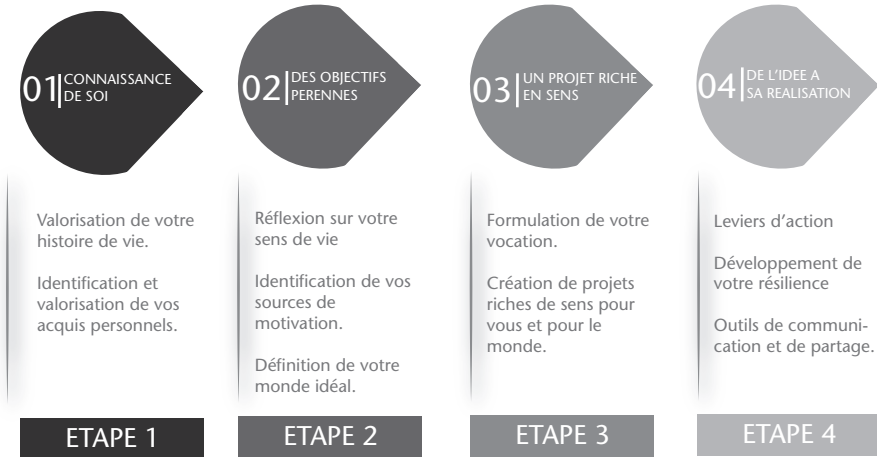 01
CONNAISSANCE
DE SOI
Valorisation de votre
histoire de vie.
Identification et
valorisation de vos
acquis personnels.
ETAPE 1
02
DES OBJECTIFS
PERENNES
Réflexion sur votre
sens de vie
Identification de vos
sources de
motivation.
Définition de votre
monde idéal.
ETAPE 2
03
UN PROJET RICHE
EN SENS
Formulation de votre
vocation.
Création de projets
riches de sens pour
vous et pour le
monde.
ETAPE 3
04
DE L’IDEE A
SA REALISATION
Leviers d’action
Développement de
votre résilience
Outils de communi-
cation et de partage.
ETAPE 4